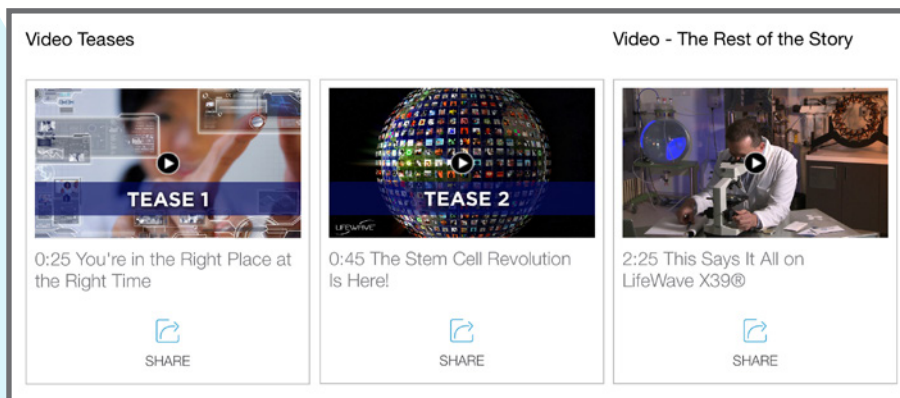 Video Teases
Video - The Rest of the Story
TEASE 1
TEASE 2
LIFEWAVE
0:25 You're in the Right Place at
the Right Time
0:45 The Stem Cell Revolution
Is Here!
2:25 This Says It All on
LifeWave X39®
SHARE
SHARE
SHARE